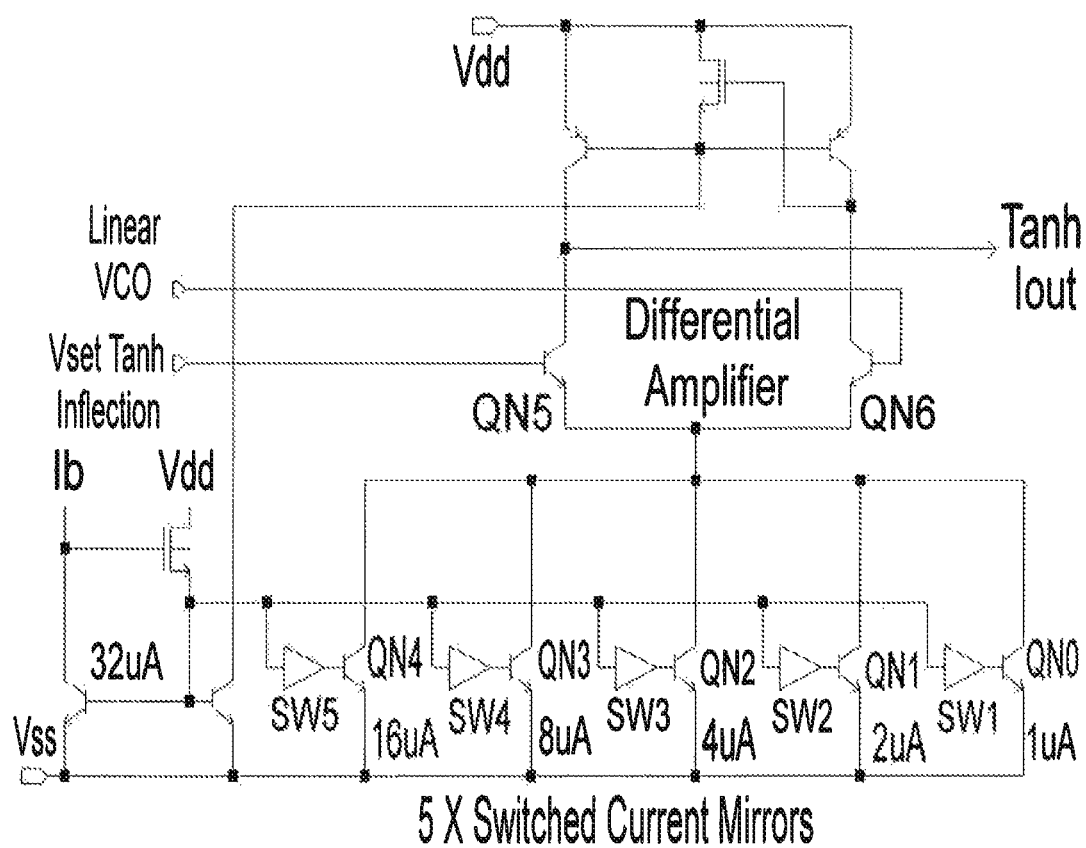 Vdd
Linear
VCO
Tanh
Iout
Differential
Amplifier
Vset Tanh
Inflection
QN5
QN6
Ib
Vdd
32uA
QN4
QN3
QN2
QN1
QN0
SW5
SW4
SW3
SW2
SW1
Vss
16uA
8uA
4uA
2uA
1uA
5 X Switched Current Mirrors